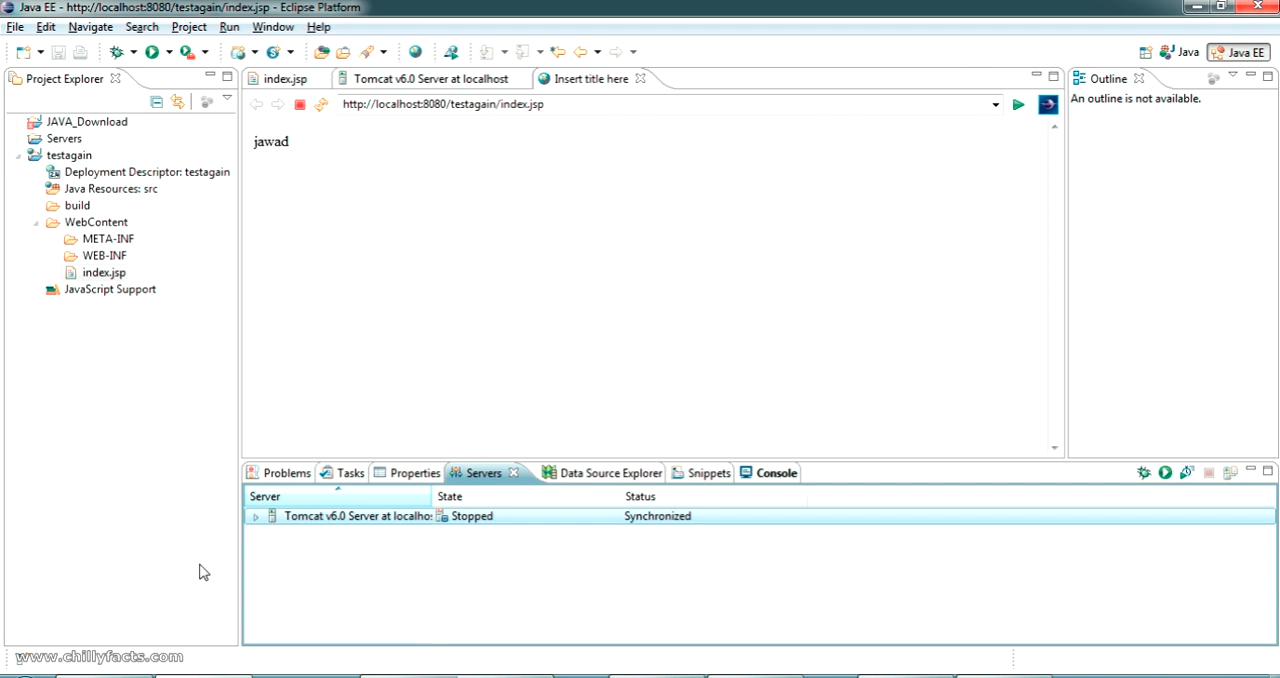 Java EE - http://localhost:8080/testagain/index.jsp - Eclipse Platform
File Edit Navigate Search Project Run Window Help
Java Java EE
Project Explorer
index.jsp Tomcat v6.0 Server at localhost Insert title here
Outline
http://localhost:8080/testagain/index.jsp
An outline is not available.
JAVA_Download
Servers
testagain
Deployment Descriptor: testagain
Java Resources: src
build
WebContent
META-INF
WEB-INF
index.jsp
JavaScript Support
jawad
Problems Tasks Properties Servers Data Source Explorer Snippets Console
Server State Status
Tomcat v6.0 Server at localho: Stopped Synchronized
www.chillyfacts.com